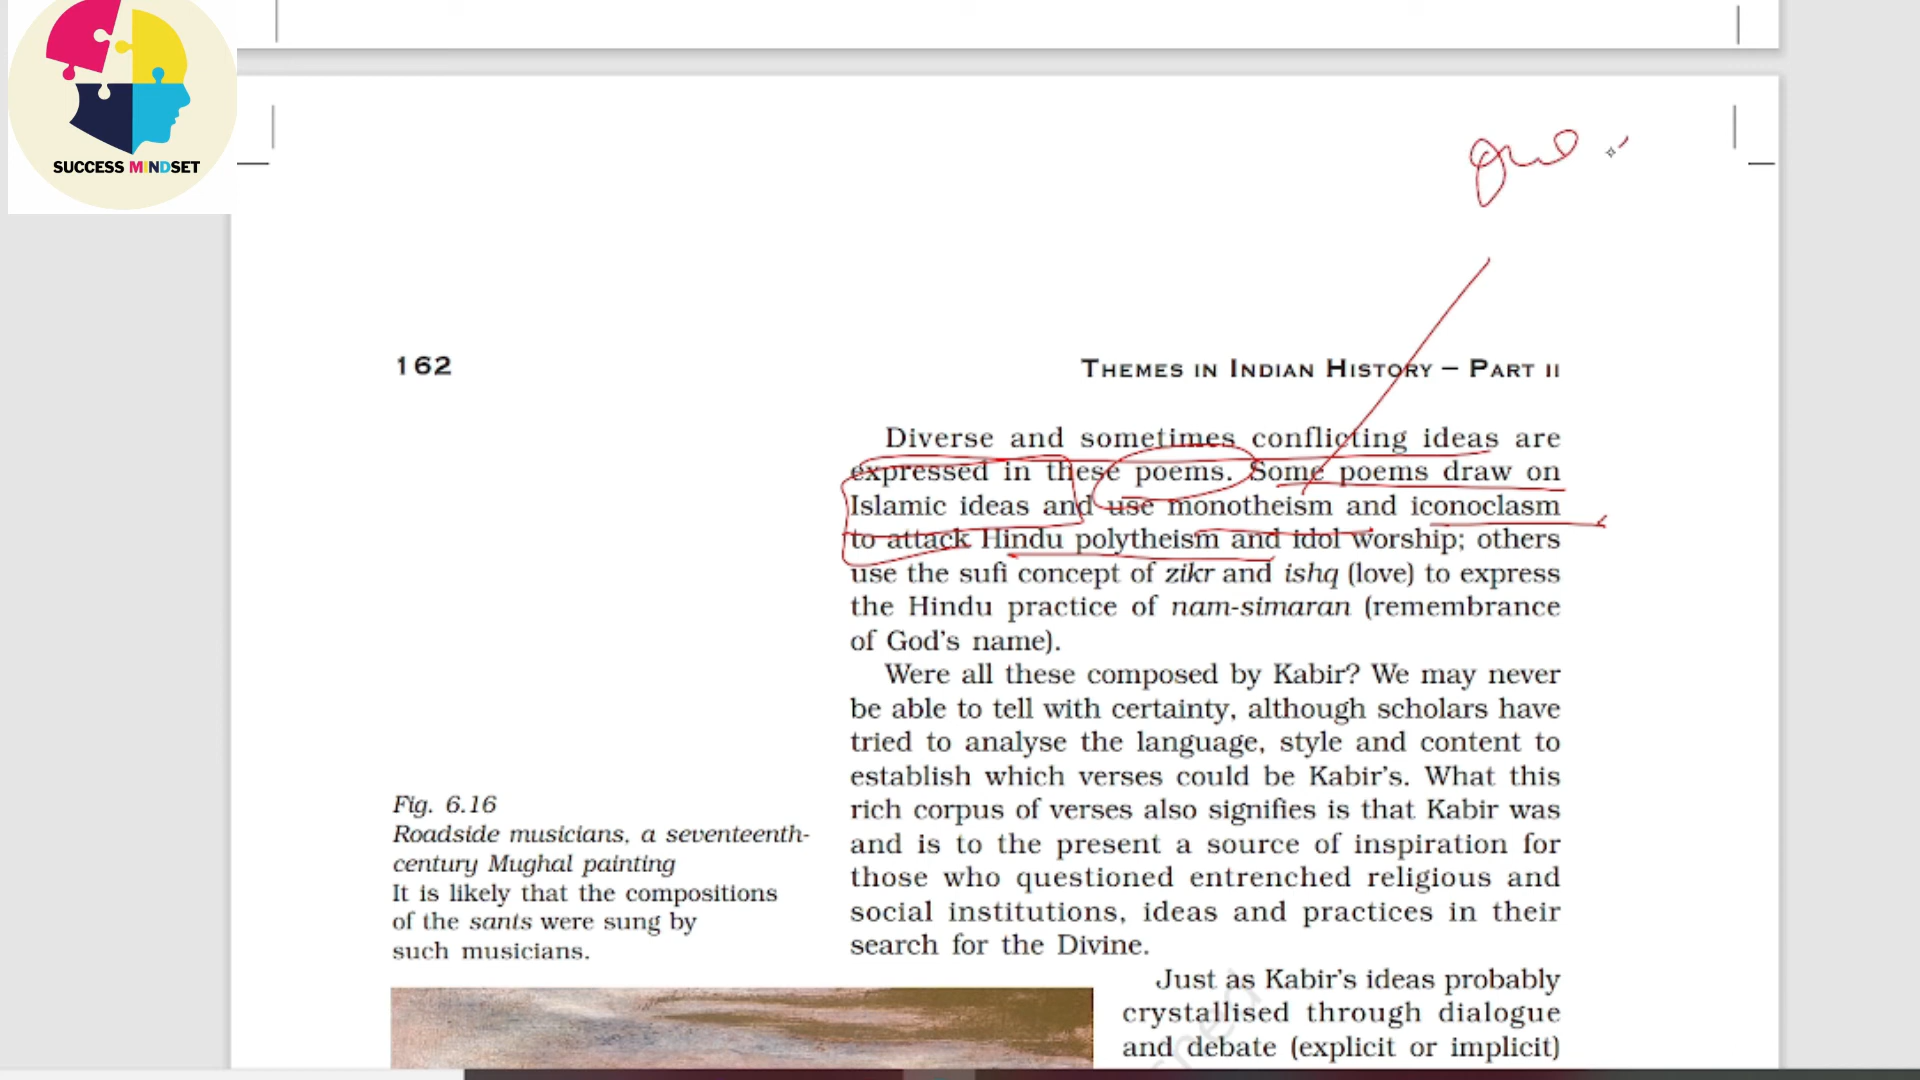 SUCCESS MINDSET
162
THEMES IN INDIAN HISTORY – PART II
Diverse and sometimes conflicting ideas are
expressed in these poems. Some poems draw on
Islamic ideas and use monotheism and iconoclasm
to attack Hindu polytheism and idol worship; others
use the sufi concept of zikr and ishq (love) to express
the Hindu practice of nam-simaran (remembrance
of God's name).
Were all these composed by Kabir? We may never
be able to tell with certainty, although scholars have
tried to analyse the language, style and content to
establish which verses could be Kabir's. What this
rich corpus of verses also signifies is that Kabir was
and is to the present a source of inspiration for
those who questioned entrenched religious and
social institutions, ideas and practices in their
search for the Divine.
Just as Kabir's ideas probably
crystallised through dialogue
and debate (explicit or implicit)
Fig. 6.16
Roadside musicians, a seventeenth-
century Mughal painting
It is likely that the compositions
of the sants were sung by
such musicians.